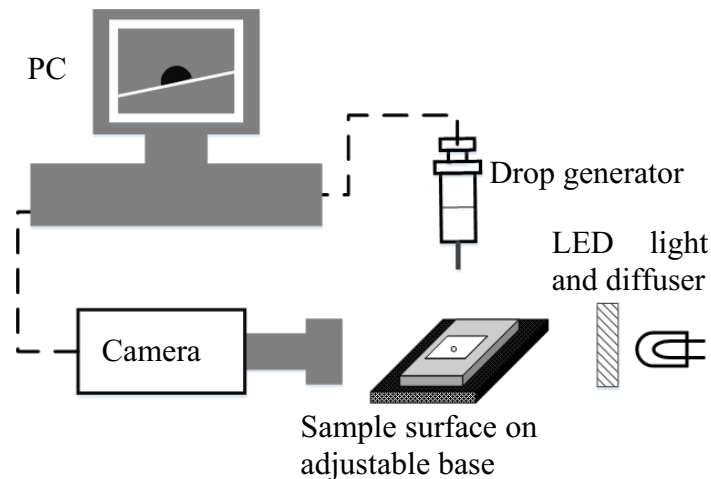 PC
Drop generator
LED light
and diffuser
Camera
Sample surface on
adjustable base